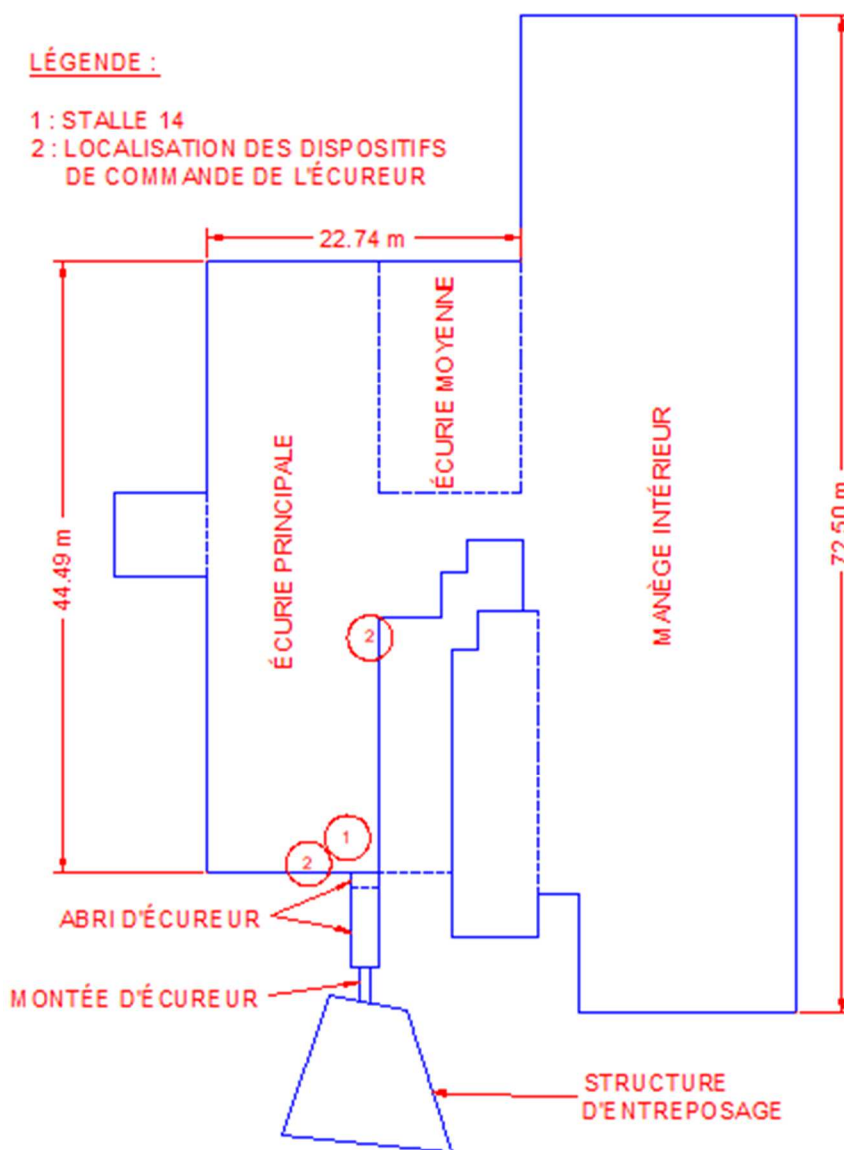 LÉGENDE :
1 : STALLE 14
2 : LOCALISATION DES DISPOSITIFS
DE COMMANDE DE L'ÉCUREUR
22.74 m
ÉCURIE MOYENNE
ÉCURIE PRINCIPALE
MANÈGE INTÉRIEUR
44.49 m
72.50 m
2
1
2
ABRI D'ÉCUREUR
MONTÉE D'ÉCUREUR
STRUCTURE
D'ENTREPOSAGE